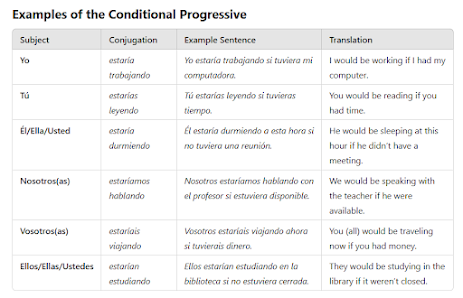 Examples of the Conditional Progressive
Subject Conjugation Example Sentence Translation
Yo estaría Yo estaría trabajando si tuviera mi I would be working if I had my
trabajando computadora. computer.
Tú estarías Tú estarías leyendo si tuvieras You would be reading if you
leyendo tiempo. had time.
Él/Ella/Usted estaría Él estaría durmiendo a esta hora si He would be sleeping at this
durmiendo no tuviera una reunión. hour if he didn't have a
meeting.
Nosotros(as) estaríamos Nosotros estaríamos hablando con We would be speaking with
hablando el profesor si estuviera disponible. the teacher if he were
available.
Vosotros(as) estaríais Vosotros estaríais viajando ahora You (all) would be traveling
viajando si tuvierais dinero. now if you had money.
Ellos/Ellas/Ustedes estarían Ellos estarían estudiando en la They would be studying in the
estudiando biblioteca si no estuviera cerrada. library if it weren't closed.